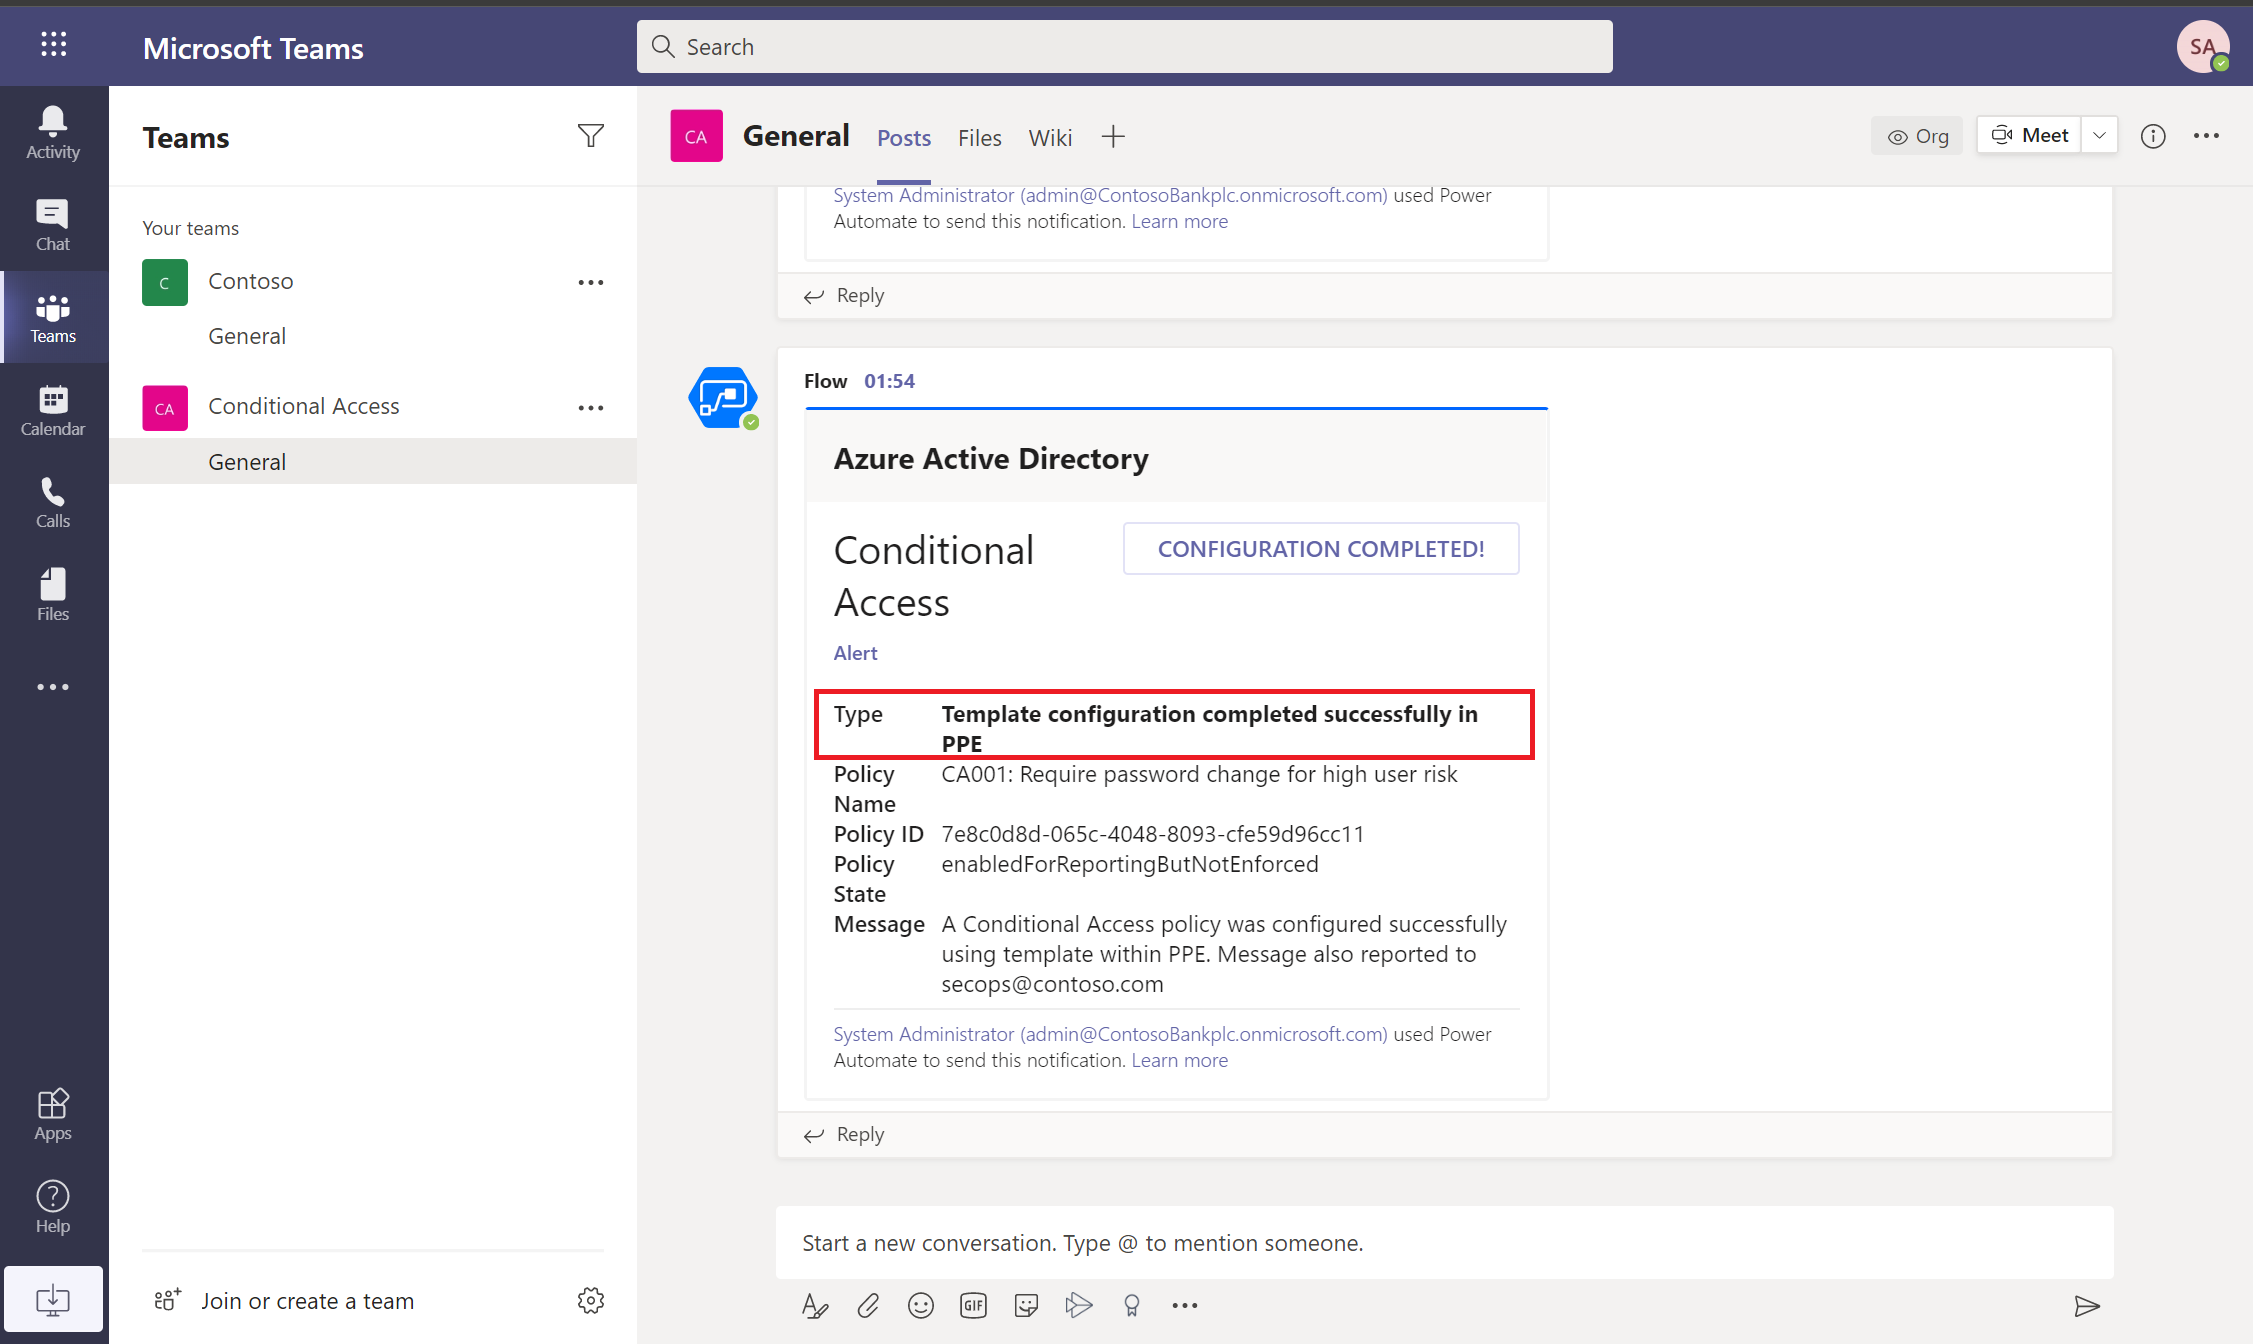 Microsoft Teams
Search
SA
Activity
Chat
Teams
Calendar
Calls
Files
Apps
Help
Teams
Your teams
C
Contoso
General
CA
Conditional Access
General
Join or create a team
CA
General
Posts
Files
Wiki
Org
Meet
System Administrator (admin@ContosoBankplc.onmicrosoft.com) used Power
Automate to send this notification. Learn more
Reply
Flow 01:54
Azure Active Directory
Conditional
Access
CONFIGURATION COMPLETED!
Alert
Type Template configuration completed successfully in
PPE
Policy CA001: Require password change for high user risk
Name
Policy ID 7e8c0d8d-065c-4048-8093-cfe59d96cc11
Policy enabledForReportingButNotEnforced
State
Message A Conditional Access policy was configured successfully
using template within PPE. Message also reported to
secops@contoso.com
System Administrator (admin@ContosoBankplc.onmicrosoft.com) used Power
Automate to send this notification. Learn more
Reply
Start a new conversation. Type @ to mention someone.
GIF